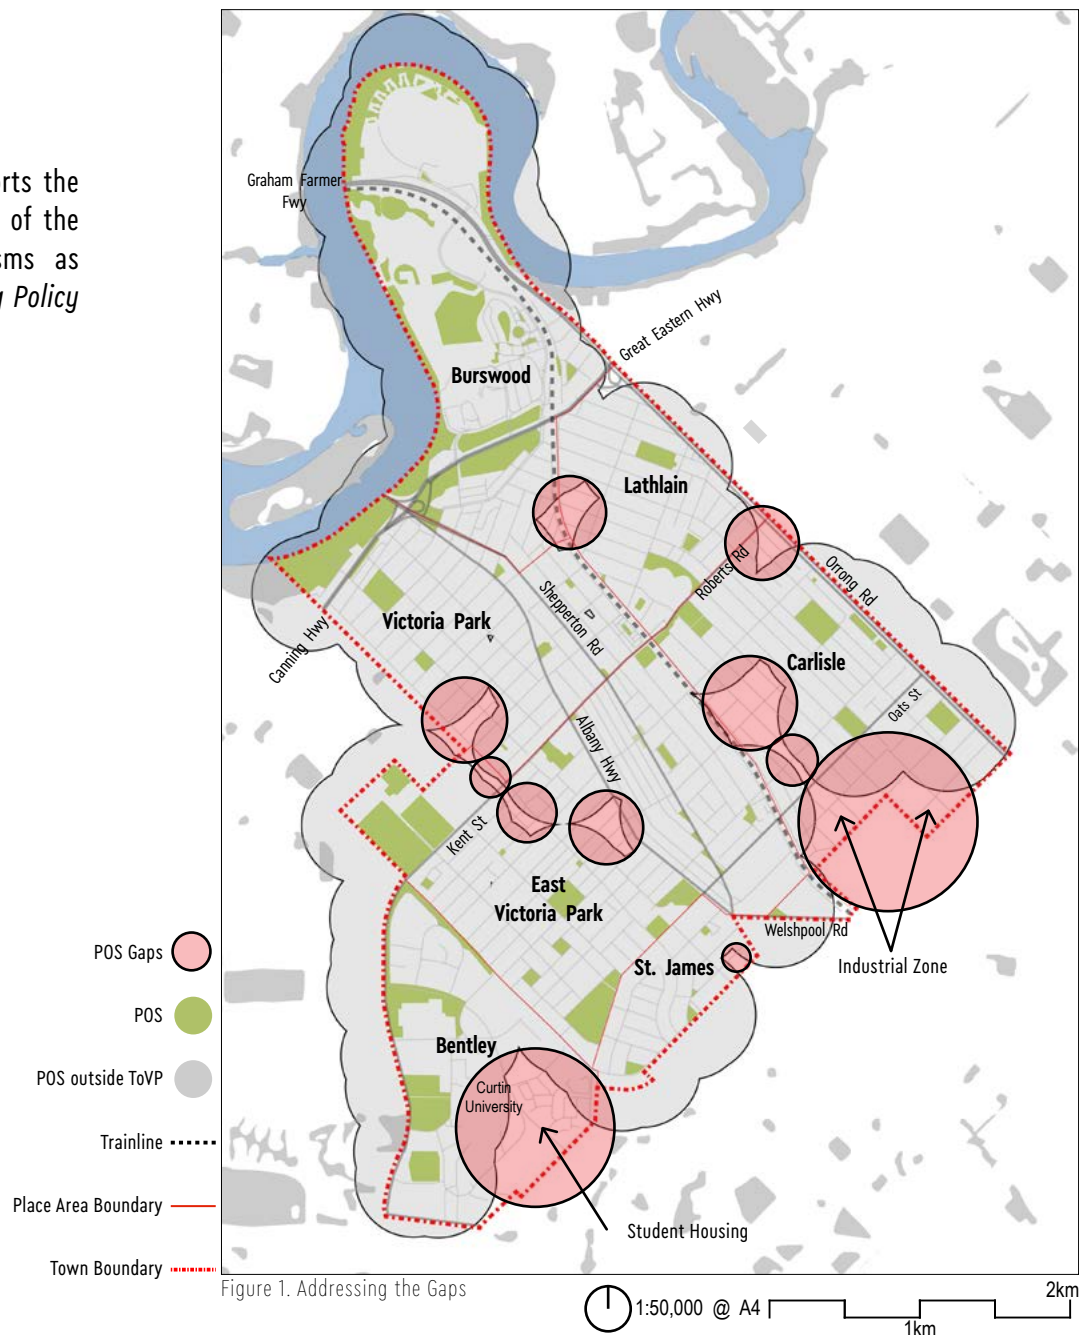 rts the
of the
sms as
g Policy
Graham Farmer
Fwy
Great Eastern Hwy
Burswood
Lathlain
Roberts Rd
Orrong Rd
Shepperton Rd
Victoria Park
Canning Hwy
Carlisle
Oats St
Albany Hwy
Kent St
East
Victoria Park
Welshpool Rd
St. James
Industrial Zone
Bentley
Curtin
University
Student Housing
POS Gaps
POS
POS outside ToVP
Trainline
Place Area Boundary
Town Boundary
Figure 1. Addressing the Gaps
1:50,000 @ A4
1km
2km